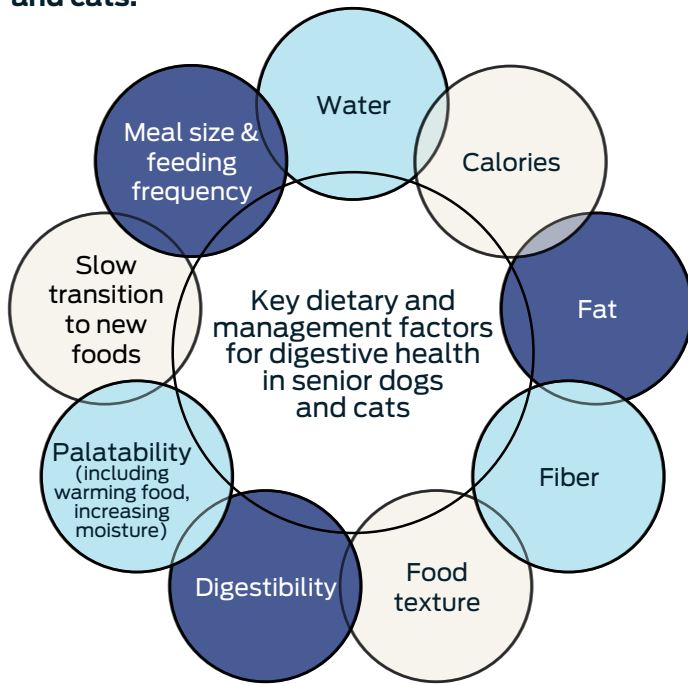 and cats.
Water
Calories
Fat
Fiber
Food
texture
Digestibility
Palatability
(including
warming food,
increasing
moisture)
Slow
transition
to new
foods
Meal size &
feeding
frequency
Key dietary and
management factors
for digestive health
in senior dogs
and cats